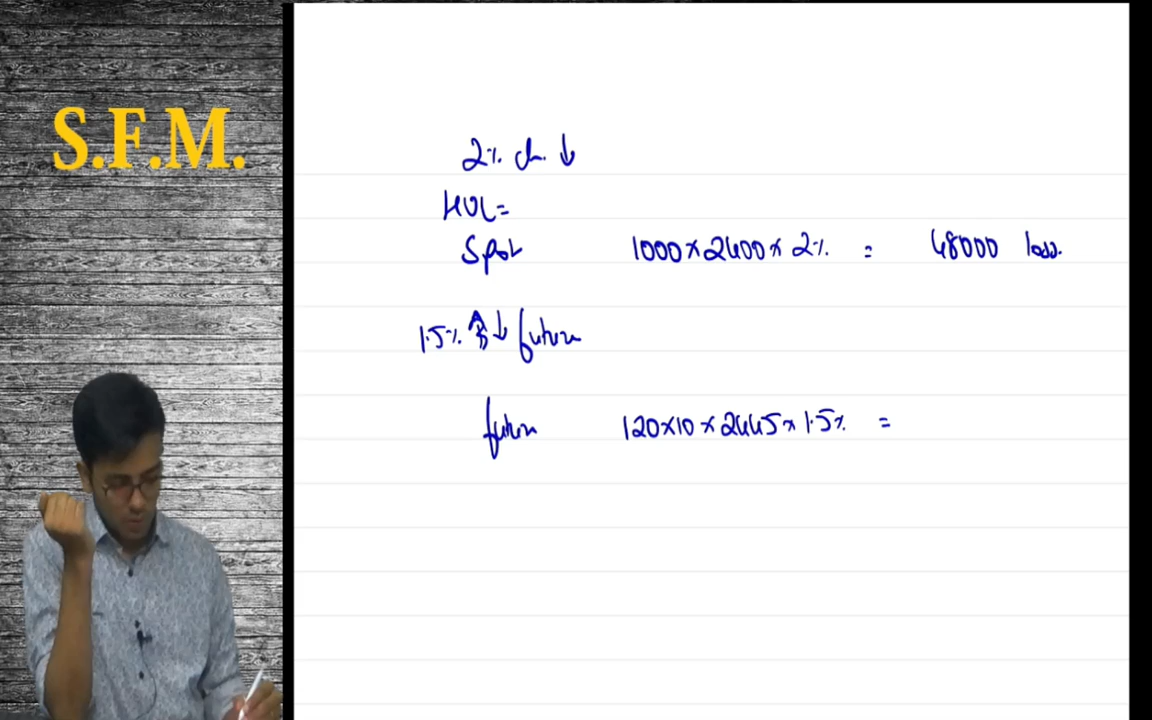 S.F.M.
2% ch. ↓
HUL=
Spot 1000×2400×2% = 48000 loss.
1.5% ↓ future
future 120×10×2445×1.5% =